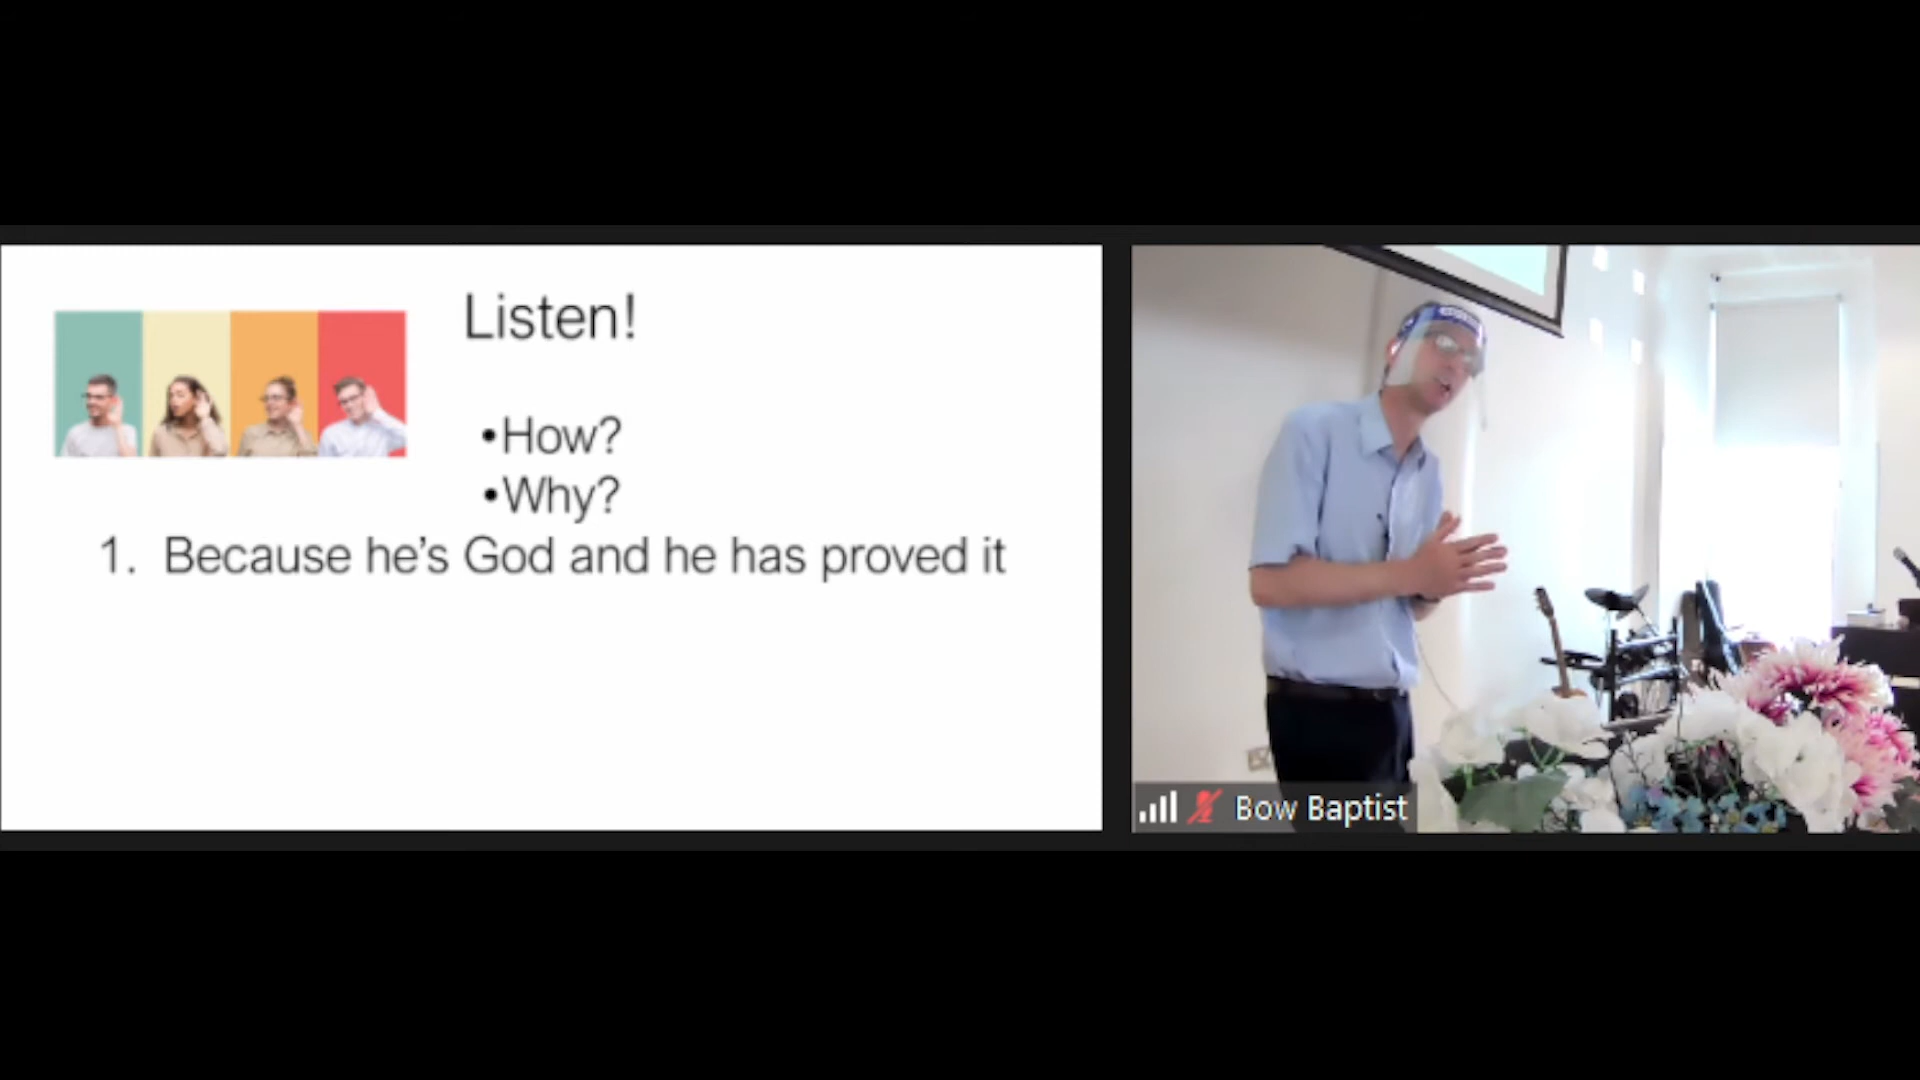 Listen!
•How?
•Why?
1. Because he's God and he has proved it
Bow Baptist